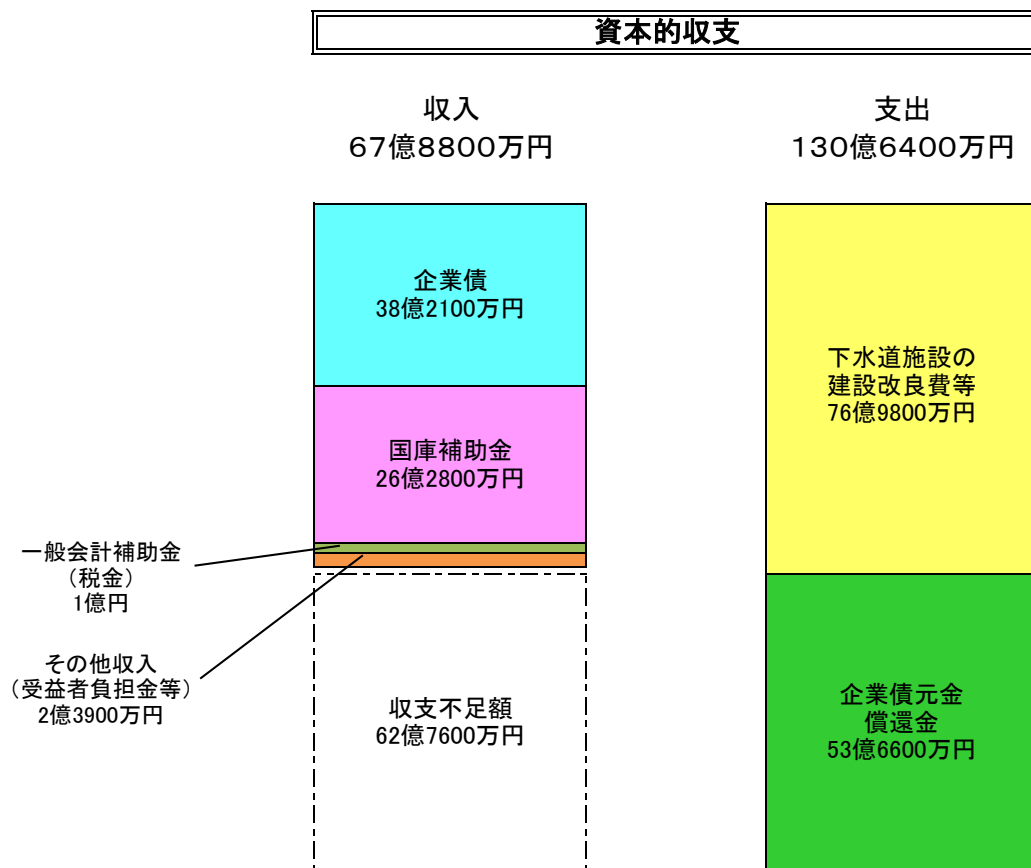 資本的収支
収入
67億8800万円
支出
130億6400万円
企業債
38億2100万円
国庫補助金
26億2800万円
一般会計補助金
（税金）
1億円
その他収入
（受益者負担金等）
2億3900万円
収支不足額
62億7600万円
下水道施設の
建設改良費等
76億9800万円
企業債元金
償還金
53億6600万円